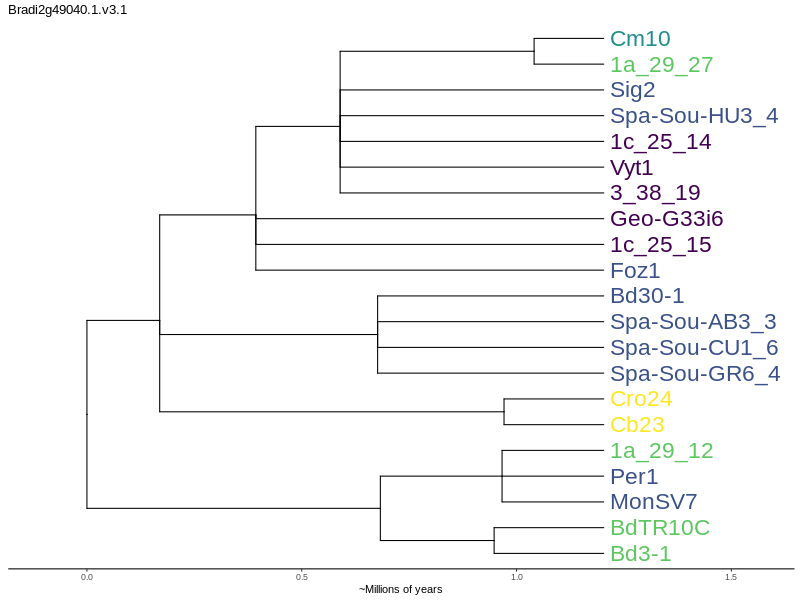 Bradi2g49040.1.v3.1
Cm10
1a_29_27
Sig2
Spa-Sou-HU3_4
1c_25_14
Vyt1
3_38_19
Geo-G33i6
1c_25_15
Foz1
Bd30-1
Spa-Sou-AB3_3
Spa-Sou-CU1_6
Spa-Sou-GR6_4
Cro24
Cb23
1a_29_12
Per1
MonSV7
BdTR10C
Bd3-1
0.0 0.5 1.0 1.5
~Millions of years